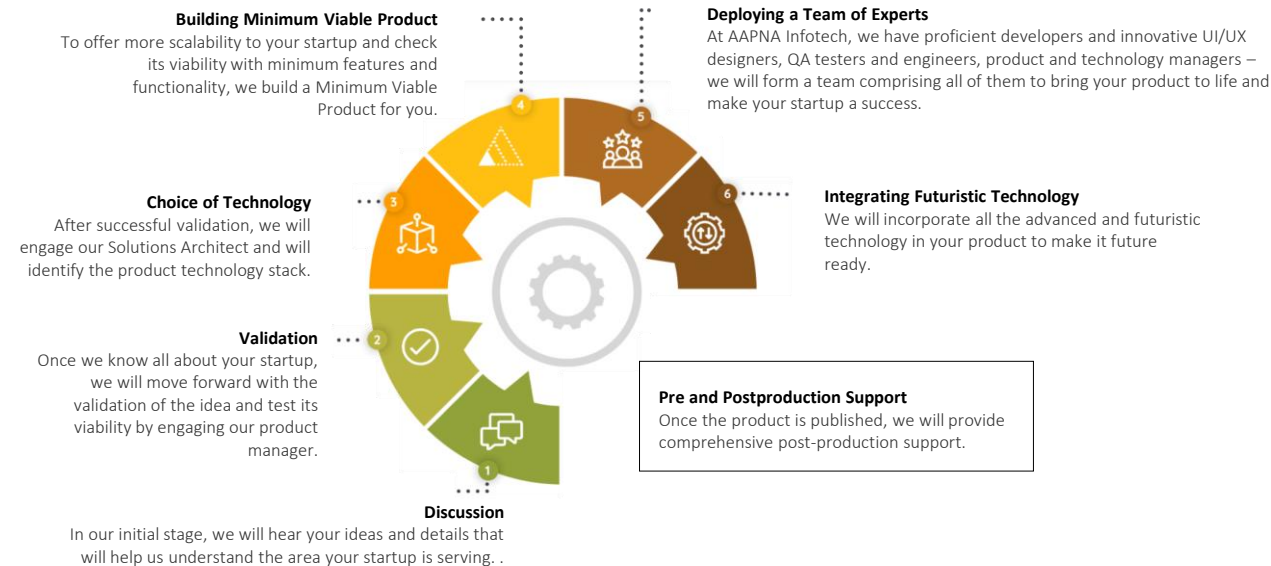 Building Minimum Viable Product
To offer more scalability to your startup and check
its viability with minimum features and
functionality, we build a Minimum Viable
Product for you.
4
Deploying a Team of Experts
At AAPNA Infotech, we have proficient developers and innovative UI/UX
designers, QA testers and engineers, product and technology managers –
we will form a team comprising all of them to bring your product to life and
make your startup a success.
5
Choice of Technology
After successful validation, we will
engage our Solutions Architect and will
identify the product technology stack.
3
6
Integrating Futuristic Technology
We will incorporate all the advanced and futuristic
technology in your product to make it future
ready.
Validation
Once we know all about your startup,
we will move forward with the
validation of the idea and test its
viability by engaging our product
manager.
2
Pre and Postproduction Support
Once the product is published, we will provide
comprehensive post-production support.
1
Discussion
In our initial stage, we will hear your ideas and details that
will help us understand the area your startup is serving. .